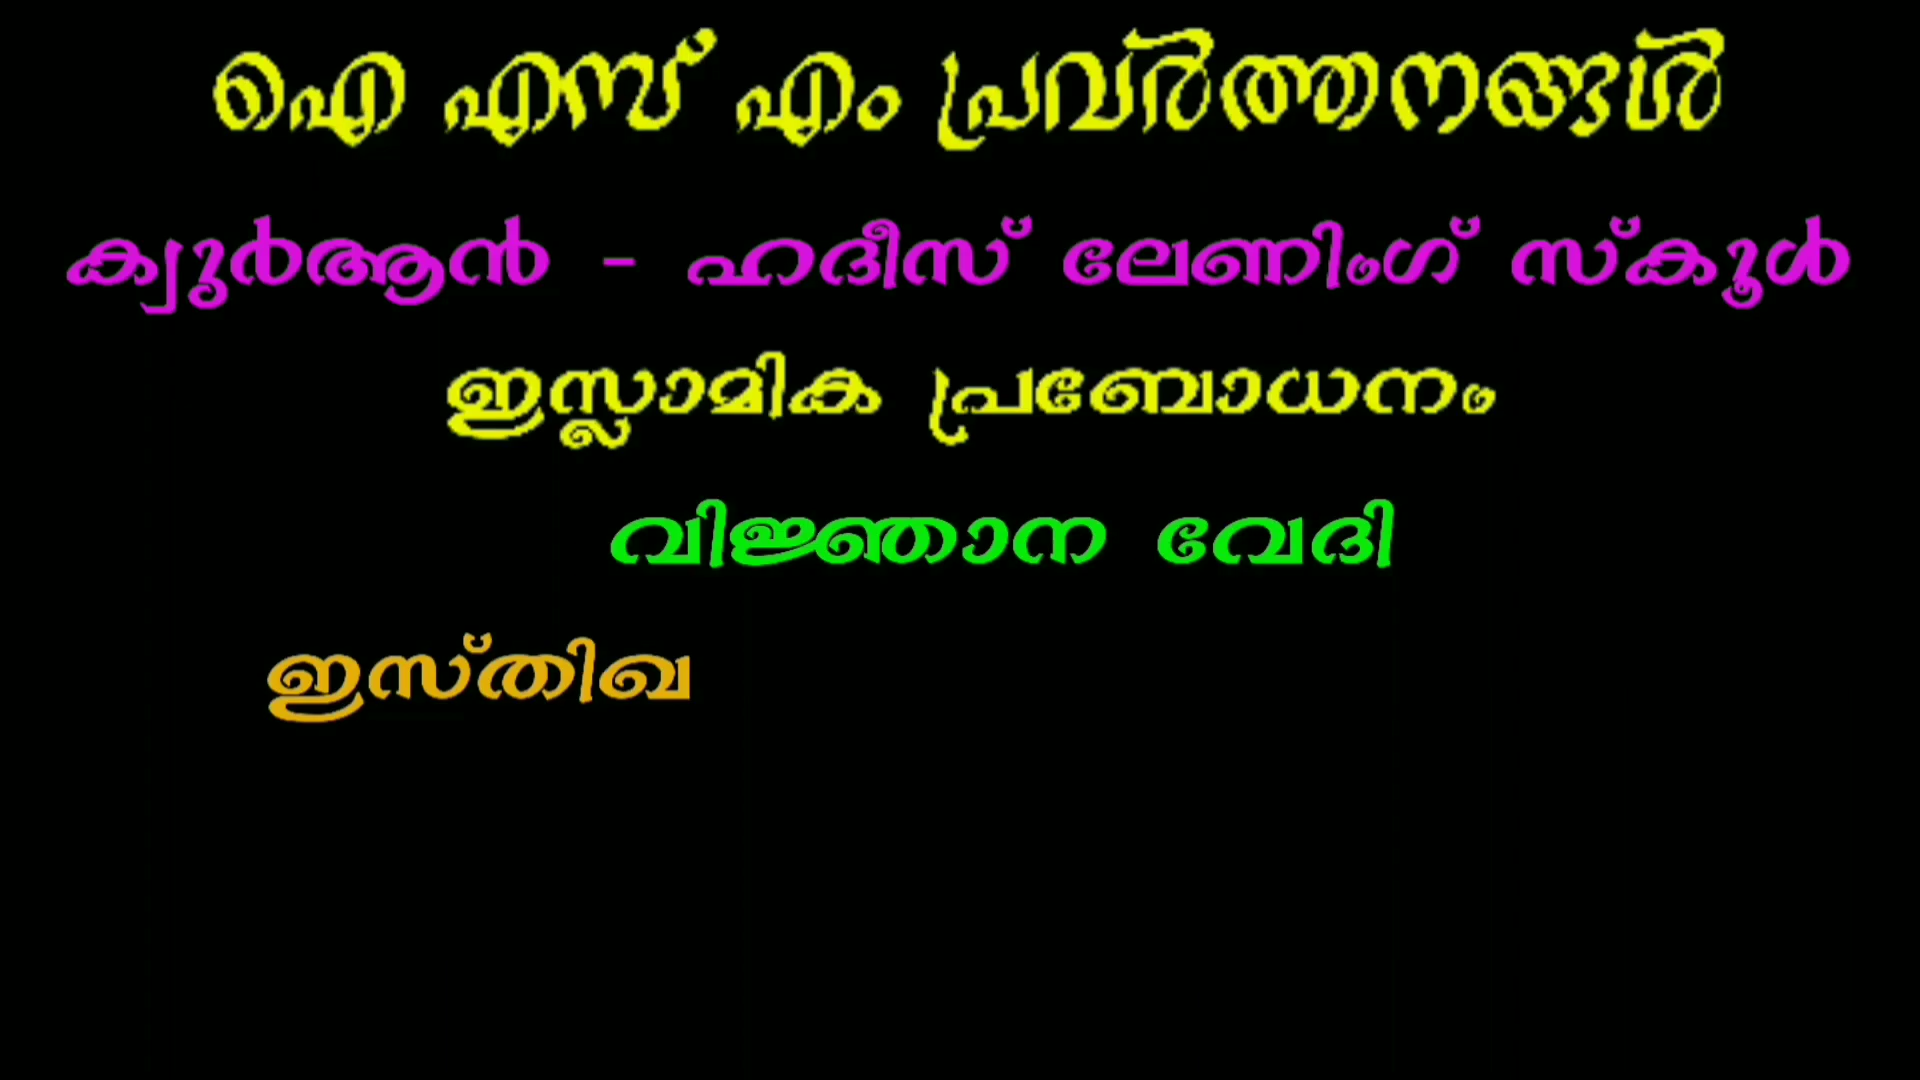 ഐ എസ് എം പ്രവർത്തനങ്ങൾ
ക്വുർആൻ - ഹദീസ് ലേണിംഗ് സ്കൂൾ
ഇസ്ലാമിക പ്രബോധനം
വിജ്ഞാന വേദി
ഇസ്തിഖ